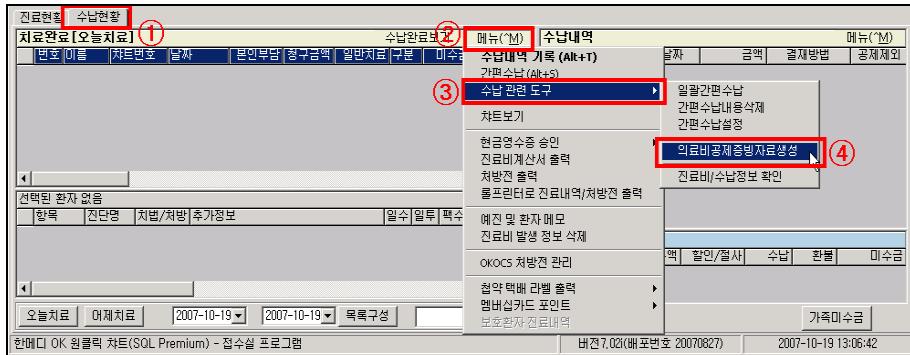 진료현황 수납현황
①
치료완료[오늘치료] 수납완료보기 ② 메뉴(^M) 수납내역 메뉴(^M)
번호 이름 챠트번호 날짜 본인부담 청구금액 일반치료 구분 미수금 날짜 금액 결재방법 공제제외
수납내역 기록 (Alt+T)
간편수납 (Alt+S)
③ 수납 관련 도구
일괄간편수납
간편수납내용삭제
간편수납설정
의료비공제증빙자료생성 ④
진료비/수납정보 확인
챠트보기
현금영수증 승인
진료비계산서 출력
처방전 출력
롤프린터로 진료내역/처방전 출력
예진 및 환자 메모
진료비 발생 정보 삭제
OKOCS 처방전 관리
첩약 택배 라벨 출력
멤버십카드 포인트
보호환자 진료내역
선택된 환자 없음
항목 진단명 치법/처방 추가정보 일수 일투 팩수
액 할인/절사 수납 환불 미수금
오늘치료 어제치료 2007-10-19 2007-10-19 목록구성 가족미수금
한메디 OK 원클릭 챠트(SQL Premium) - 접수실 프로그램 버전7.02(배포번호 20070827) 2007-10-19 13:06:42